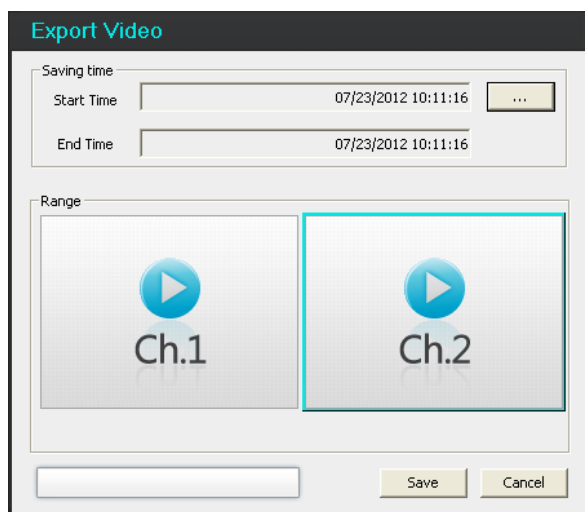 Export Video
Saving time
Start Time 07/23/2012 10:11:16 ...
End Time 07/23/2012 10:11:16
Range
Ch.1 Ch.2
Save Cancel